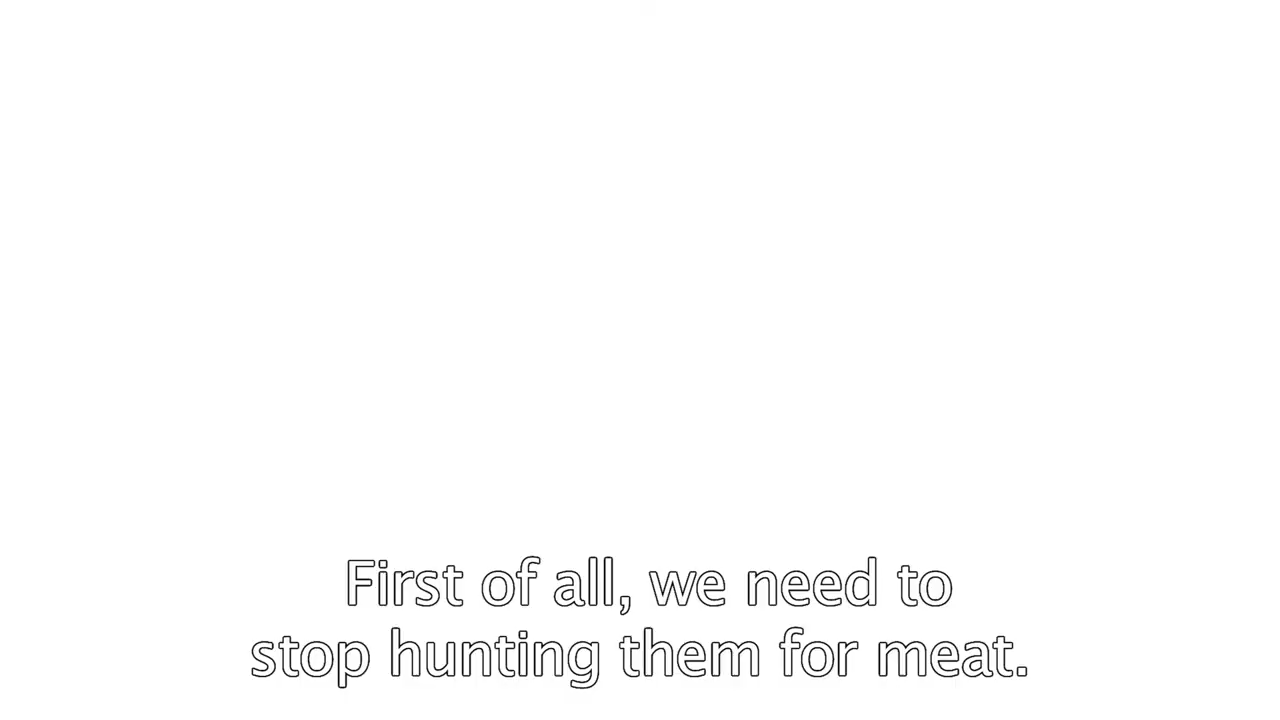 First of all, we need to
stop hunting them for meat.